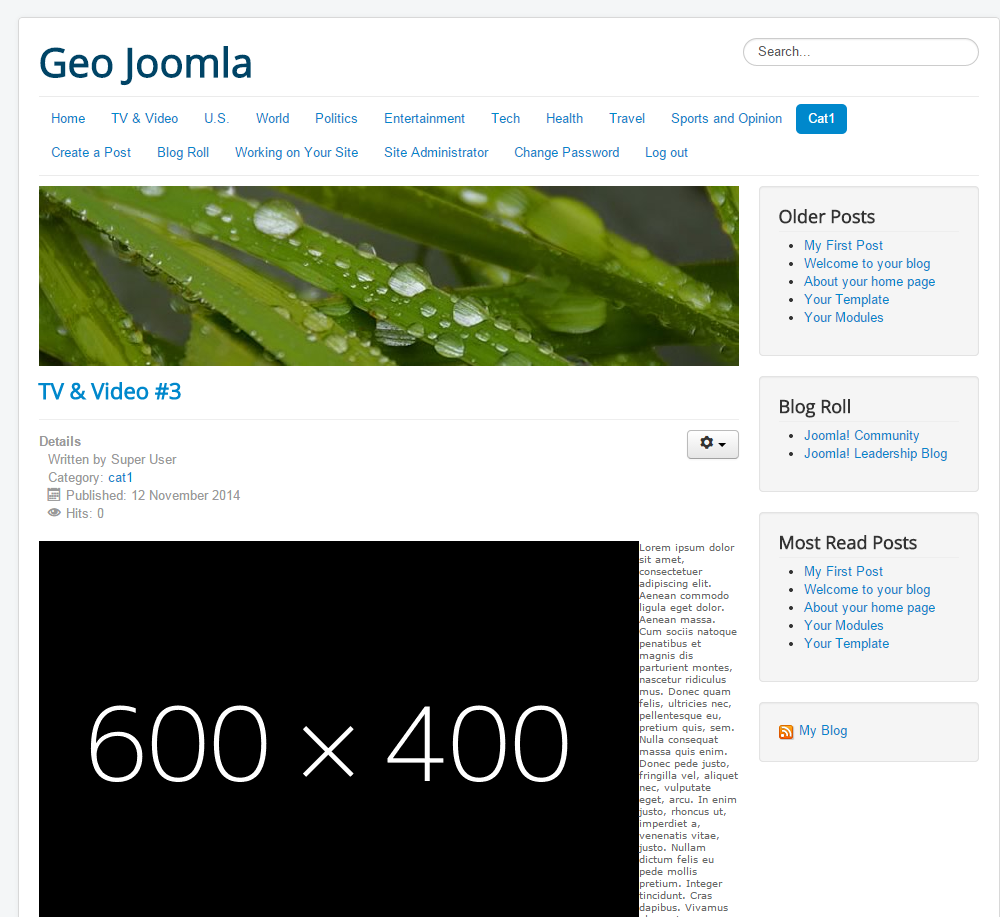 Geo Joomla
Search...
Home TV & Video U.S. World Politics Entertainment Tech Health Travel Sports and Opinion Cat1
Create a Post Blog Roll Working on Your Site Site Administrator Change Password Log out
TV & Video #3
Details
Written by Super User
Category: cat1
Published: 12 November 2014
Hits: 0
600 × 400
Lorem ipsum dolor
sit amet,
consectetuer
adipiscing elit.
Aenean commodo
ligula eget dolor.
Aenean massa.
Cum sociis natoque
penatibus et
magnis dis
parturient montes,
nascetur ridiculus
mus. Donec quam
felis, ultricies nec,
pellentesque eu,
pretium quis, sem.
Nulla consequat
massa quis enim.
Donec pede justo,
fringilla vel, aliquet
nec, vulputate
eget, arcu. In enim
justo, rhoncus ut,
imperdiet a,
venenatis vitae,
justo. Nullam
dictum felis eu
pede mollis
pretium. Integer
tincidunt. Cras
dapibus. Vivamus
Older Posts
My First Post
Welcome to your blog
About your home page
Your Template
Your Modules
Blog Roll
Joomla! Community
Joomla! Leadership Blog
Most Read Posts
My First Post
Welcome to your blog
About your home page
Your Modules
Your Template
My Blog